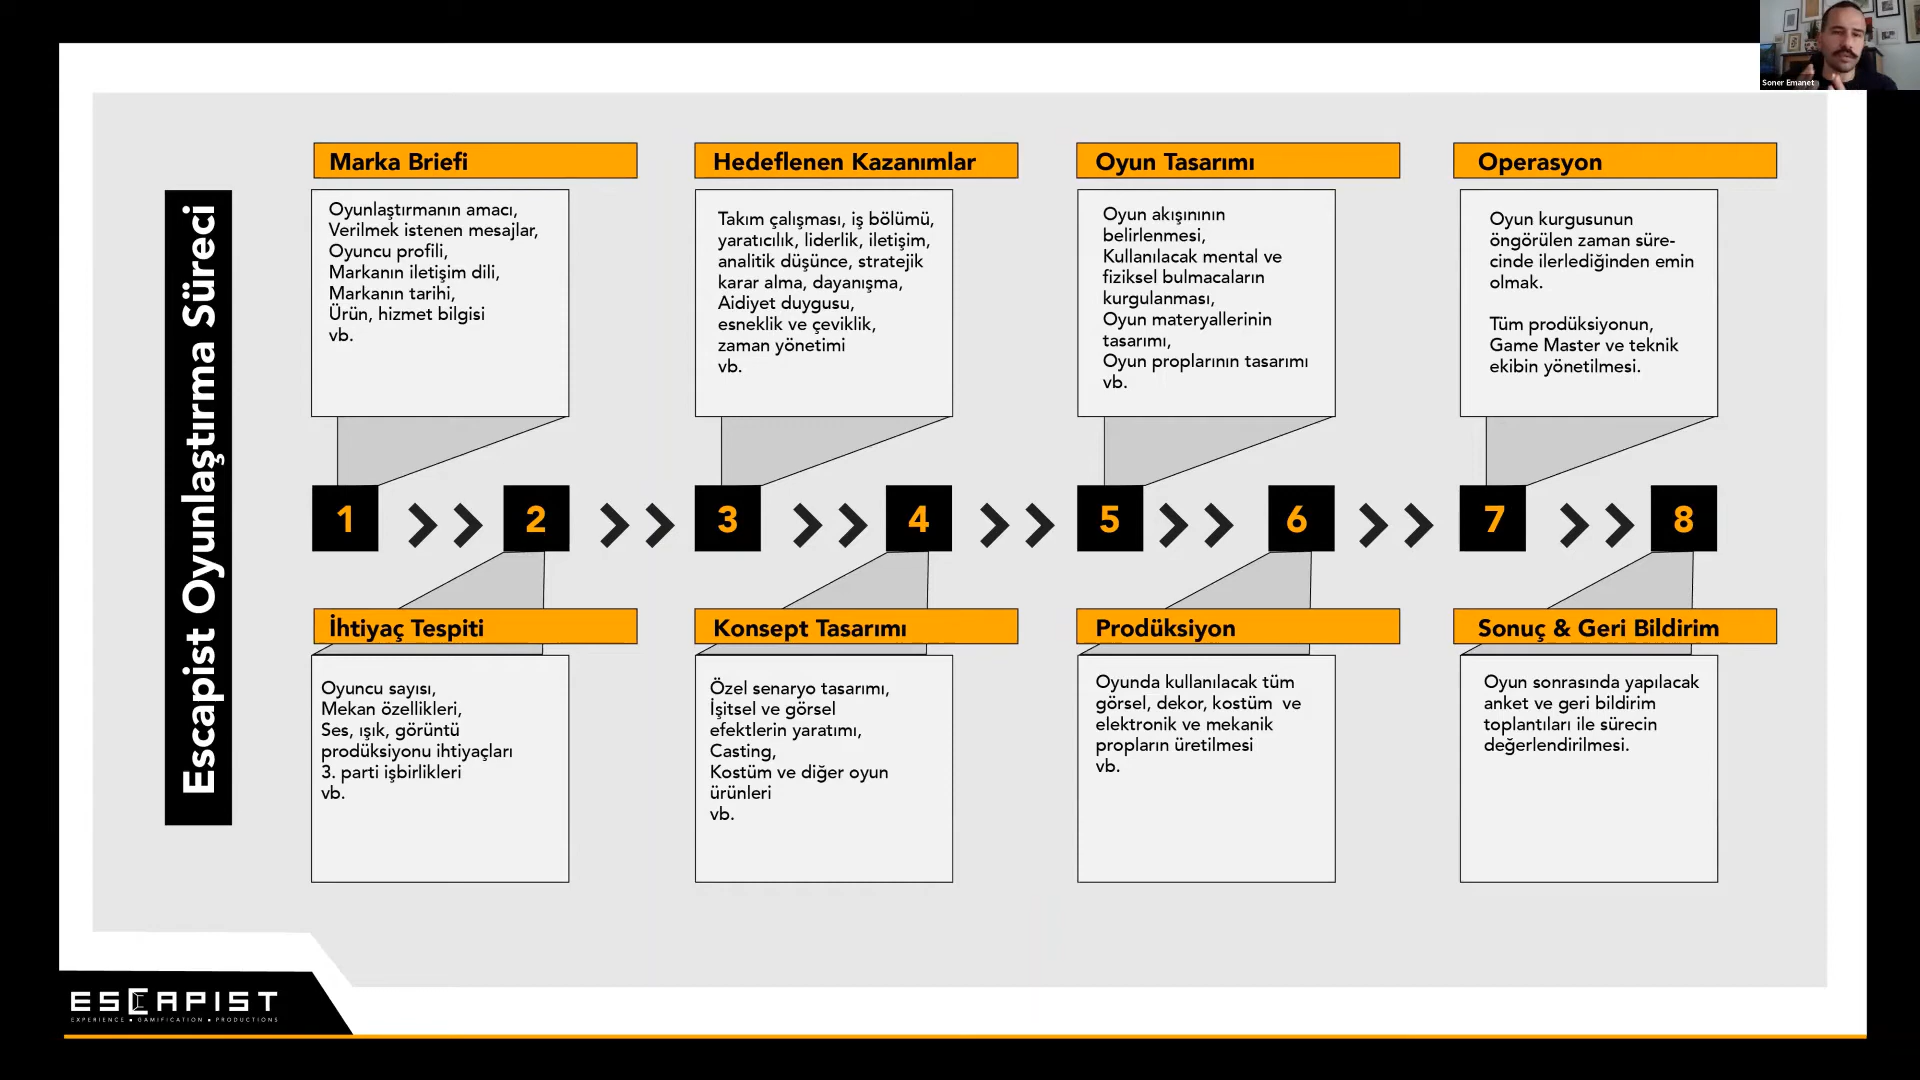 Soner Emanet
Escapist Oyunlaştırma Süreci
Marka Briefi
Oyunlaştırmanın amacı,
Verilmek istenen mesajlar,
Oyuncu profili,
Markanın iletişim dili,
Markanın tarihi,
Ürün, hizmet bilgisi
vb.
Hedeflenen Kazanımlar
Takım çalışması, iş bölümü,
yaratıcılık, liderlik, iletişim,
analitik düşünce, stratejik
karar alma, dayanışma,
Aidiyet duygusu,
esneklik ve çeviklik,
zaman yönetimi
vb.
Oyun Tasarımı
Oyun akışınının
belirlenmesi,
Kullanılacak mental ve
fiziksel bulmacaların
kurgulanması,
Oyun materyallerinin
tasarımı,
Oyun proplarının tasarımı
vb.
Operasyon
Oyun kurgusunun
öngörülen zaman süre-
cinde ilerlediğinden emin
olmak.
Tüm prodüksiyonun,
Game Master ve teknik
ekibin yönetilmesi.
1
2
3
4
5
6
7
8
İhtiyaç Tespiti
Oyuncu sayısı,
Mekan özellikleri,
Ses, ışık, görüntü
prodüksiyonu ihtiyaçları
3. parti işbirlikleri
vb.
Konsept Tasarımı
Özel senaryo tasarımı,
İşitsel ve görsel
efektlerin yaratımı,
Casting,
Kostüm ve diğer oyun
ürünleri
vb.
Prodüksiyon
Oyunda kullanılacak tüm
görsel, dekor, kostüm  ve
elektronik ve mekanik
propların üretilmesi
vb.
Sonuç & Geri Bildirim
Oyun sonrasında yapılacak
anket ve geri bildirim
toplantıları ile sürecin
değerlendirilmesi.
ESCAPIST
EXPERIENCE • GAMIFICATION • PRODUCTIONS